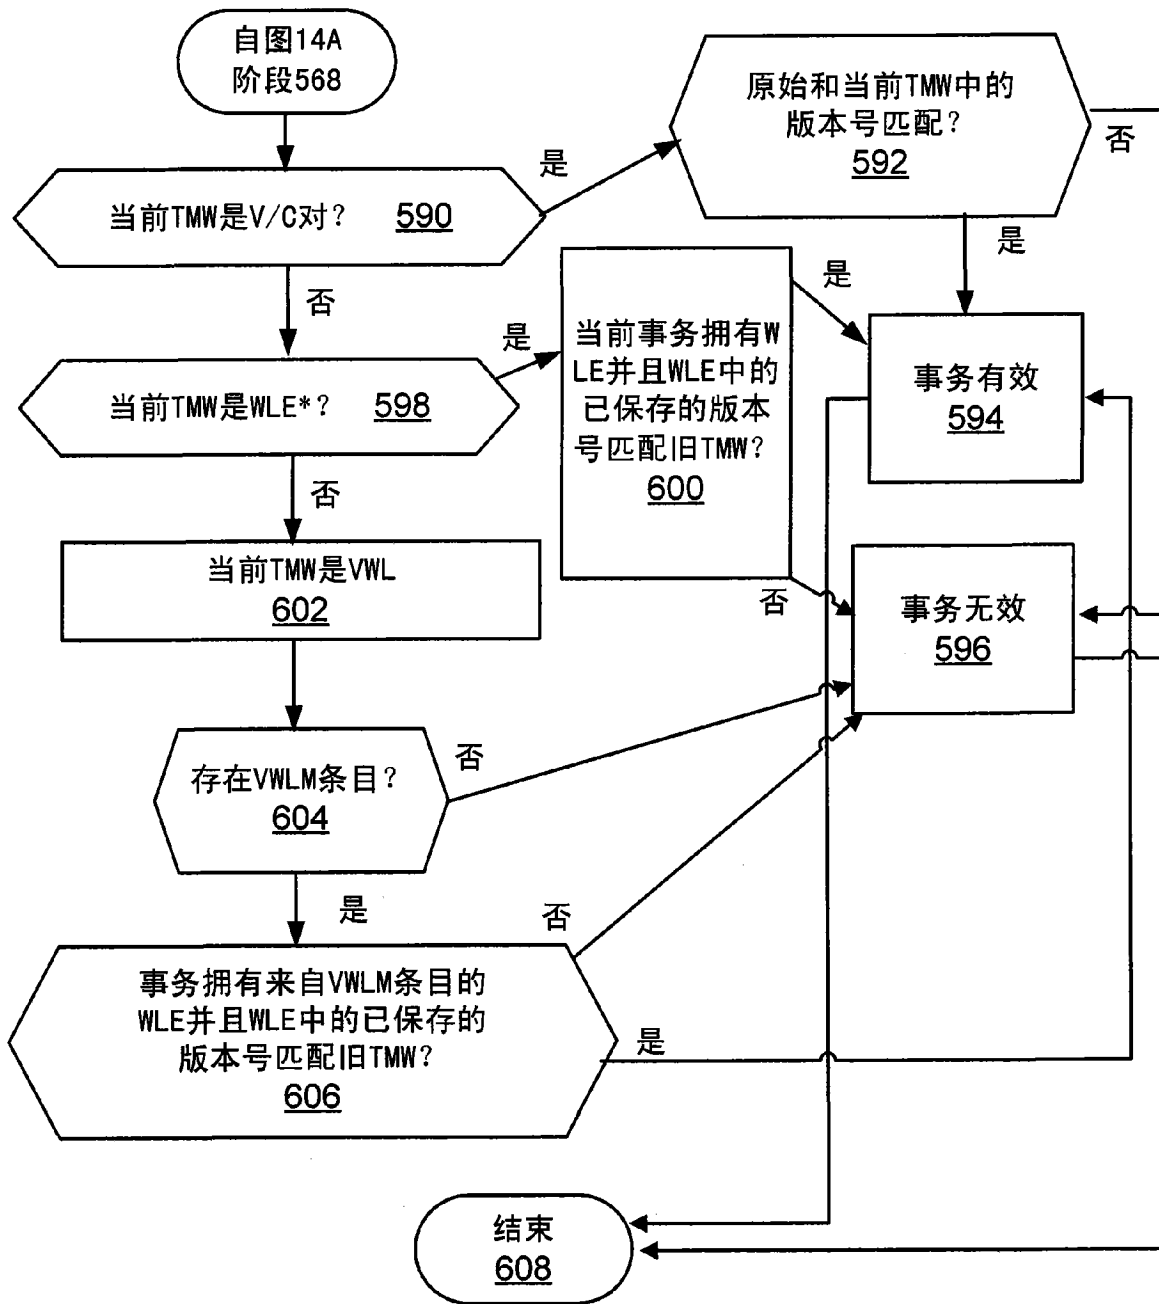 自图14A
阶段568
原始和当前TMW中的
版本号匹配？
592
是
否
当前TMW是V/C对？ 590
是
否
当前事务拥有W
LE并且WLE中的
已保存的版本
号匹配旧TMW？
600
是
是
事务有效
594
当前TMW是WLE*？ 598
否
当前TMW是VWL
602
否
事务无效
596
存在VWLM条目？
604
否
是
否
事务拥有来自VWLM条目的
WLE并且WLE中的已保存的
版本号匹配旧TMW？
606
是
结束
608